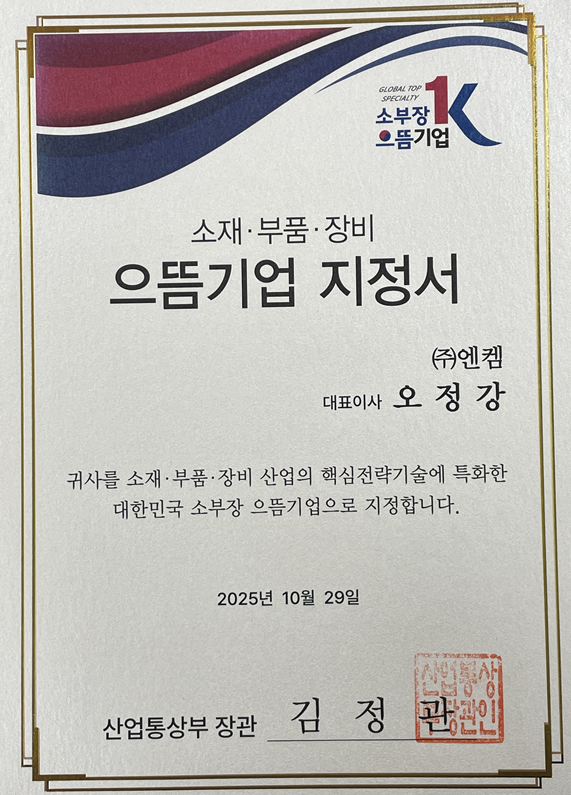 GLOBAL TOP
SPECIALTY
1K
소부장
으뜸기업
소재·부품·장비
으뜸기업 지정서
㈜엔켐
대표이사 오정강
귀사를 소재·부품·장비 산업의 핵심전략기술에 특화한
대한민국 소부장 으뜸기업으로 지정합니다.
2025년 10월 29일
산업통상부 장관 김정관
산업통상
부장관인